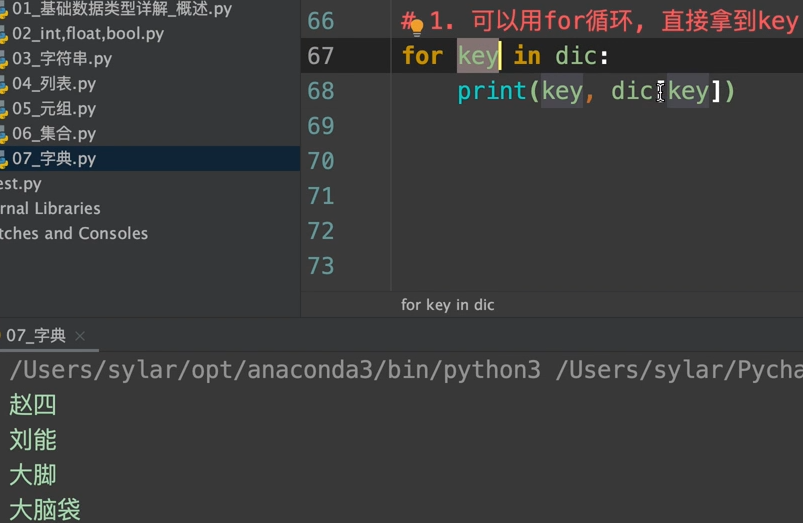 01_基础数据类型详解_概述.py
02_int,float,bool.py
03_字符串.py
04_列表.py
05_元组.py
06_集合.py
07_字典.py
est.py
rnal Libraries
tches and Consoles
66 # 1. 可以用for循环, 直接拿到key
67 for key in dic:
68 print(key, dic[key])
69
70
71
72
73
for key in dic
07_字典 ×
/Users/sylar/opt/anaconda3/bin/python3 /Users/sylar/Pycha
赵四
刘能
大脚
大脑袋